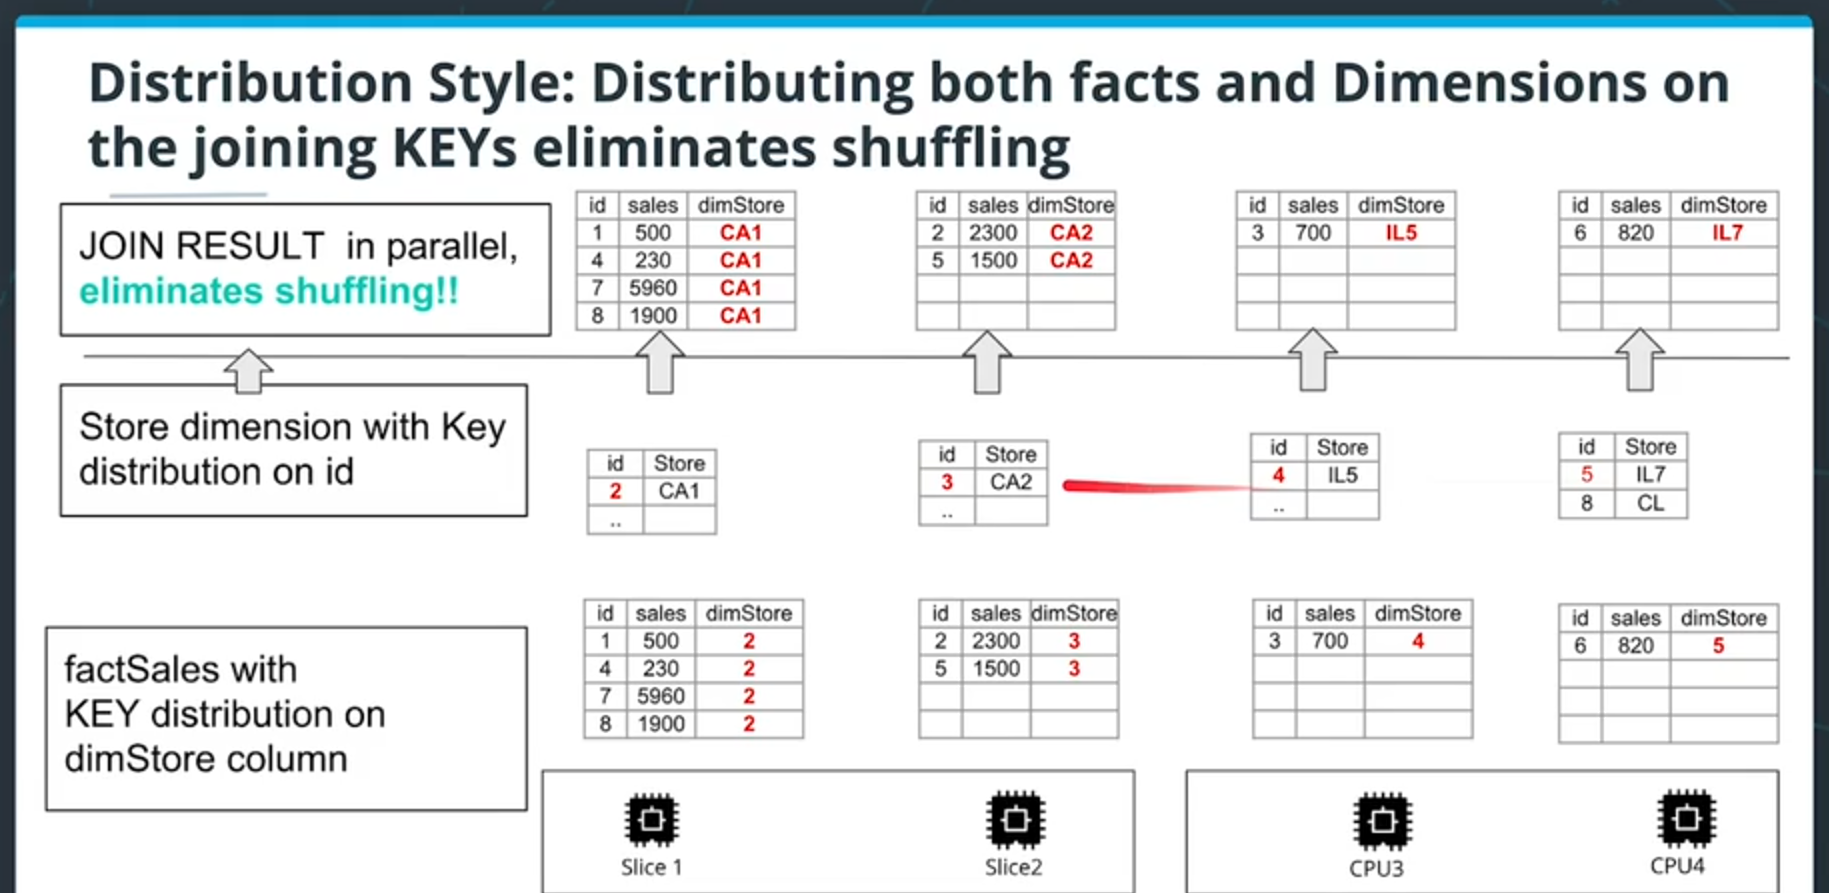 Distribution Style: Distributing both facts and Dimensions on
the joining KEYs eliminates shuffling
JOIN RESULT in parallel,
eliminates shuffling!!
id sales dimStore
1 500 CA1
4 230 CA1
7 5960 CA1
8 1900 CA1
id sales dimStore
2 2300 CA2
5 1500 CA2
id sales dimStore
3 700 IL5
id sales dimStore
6 820 IL7
Store dimension with Key
distribution on id
id Store
2 CA1
..
id Store
3 CA2
..
id Store
4 IL5
..
id Store
5 IL7
8 CL
factSales with
KEY distribution on
dimStore column
id sales dimStore
1 500 2
4 230 2
7 5960 2
8 1900 2
id sales dimStore
2 2300 3
5 1500 3
id sales dimStore
3 700 4
id sales dimStore
6 820 5
Slice 1
Slice2
CPU3
CPU4